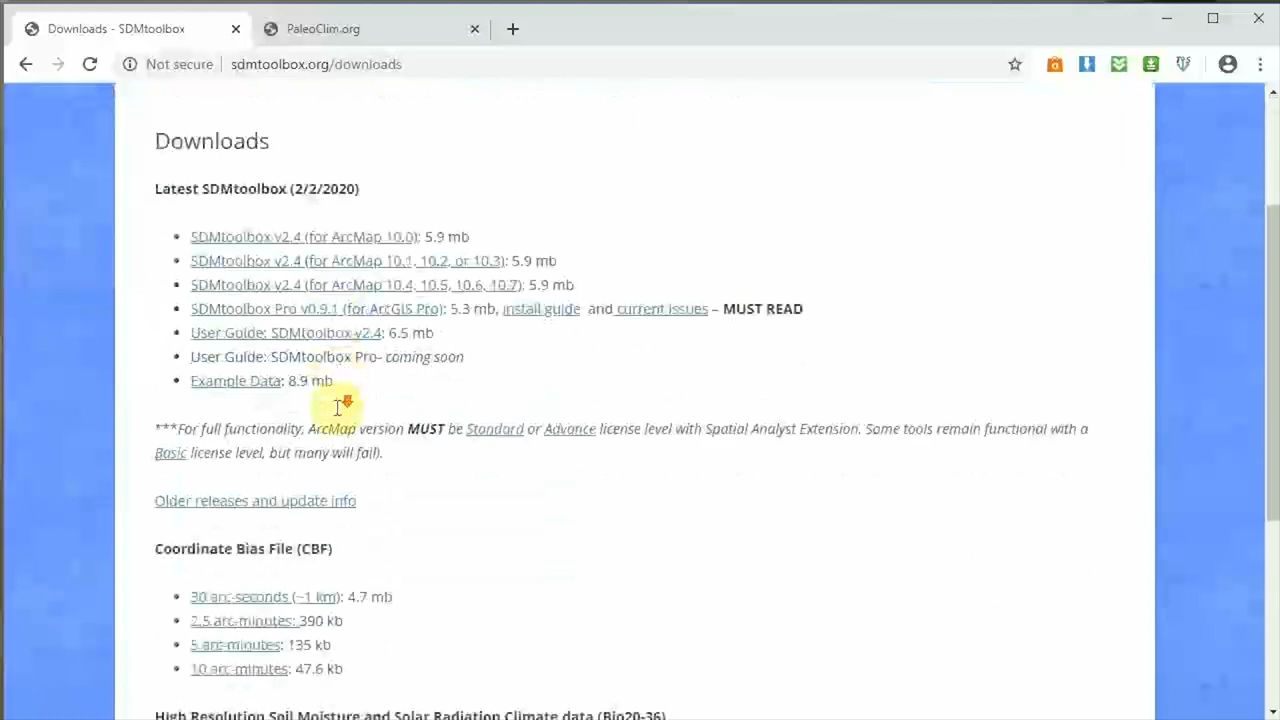 Downloads - SDMtoolbox
PaleoClim.org
Not secure
sdmtoolbox.org/downloads
Downloads
Latest SDMtoolbox (2/2/2020)
SDMtoolbox v2.4 (for ArcMap 10.0): 5.9 mb
SDMtoolbox v2.4 (for ArcMap 10.1, 10.2, or 10.3): 5.9 mb
SDMtoolbox v2.4 (for ArcMap 10.4, 10.5, 10.6, 10.7): 5.9 mb
SDMtoolbox Pro v0.9.1 (for ArcGIS Pro): 5.3 mb, install guide and current issues – MUST READ
User Guide: SDMtoolbox v2.4: 6.5 mb
User Guide: SDMtoolbox Pro– coming soon
Example Data: 8.9 mb
***For full functionality, ArcMap version MUST be Standard or Advance license level with Spatial Analyst Extension. Some tools remain functional with a
Basic license level, but many will fail).
Older releases and update info
Coordinate Bias File (CBF)
30 arc-seconds (~1 km): 4.7 mb
2.5 arc-minutes: 390 kb
5 arc-minutes: 135 kb
10 arc-minutes: 47.6 kb
High Resolution Soil Moisture and Solar Radiation Climate data (Bio20-36)